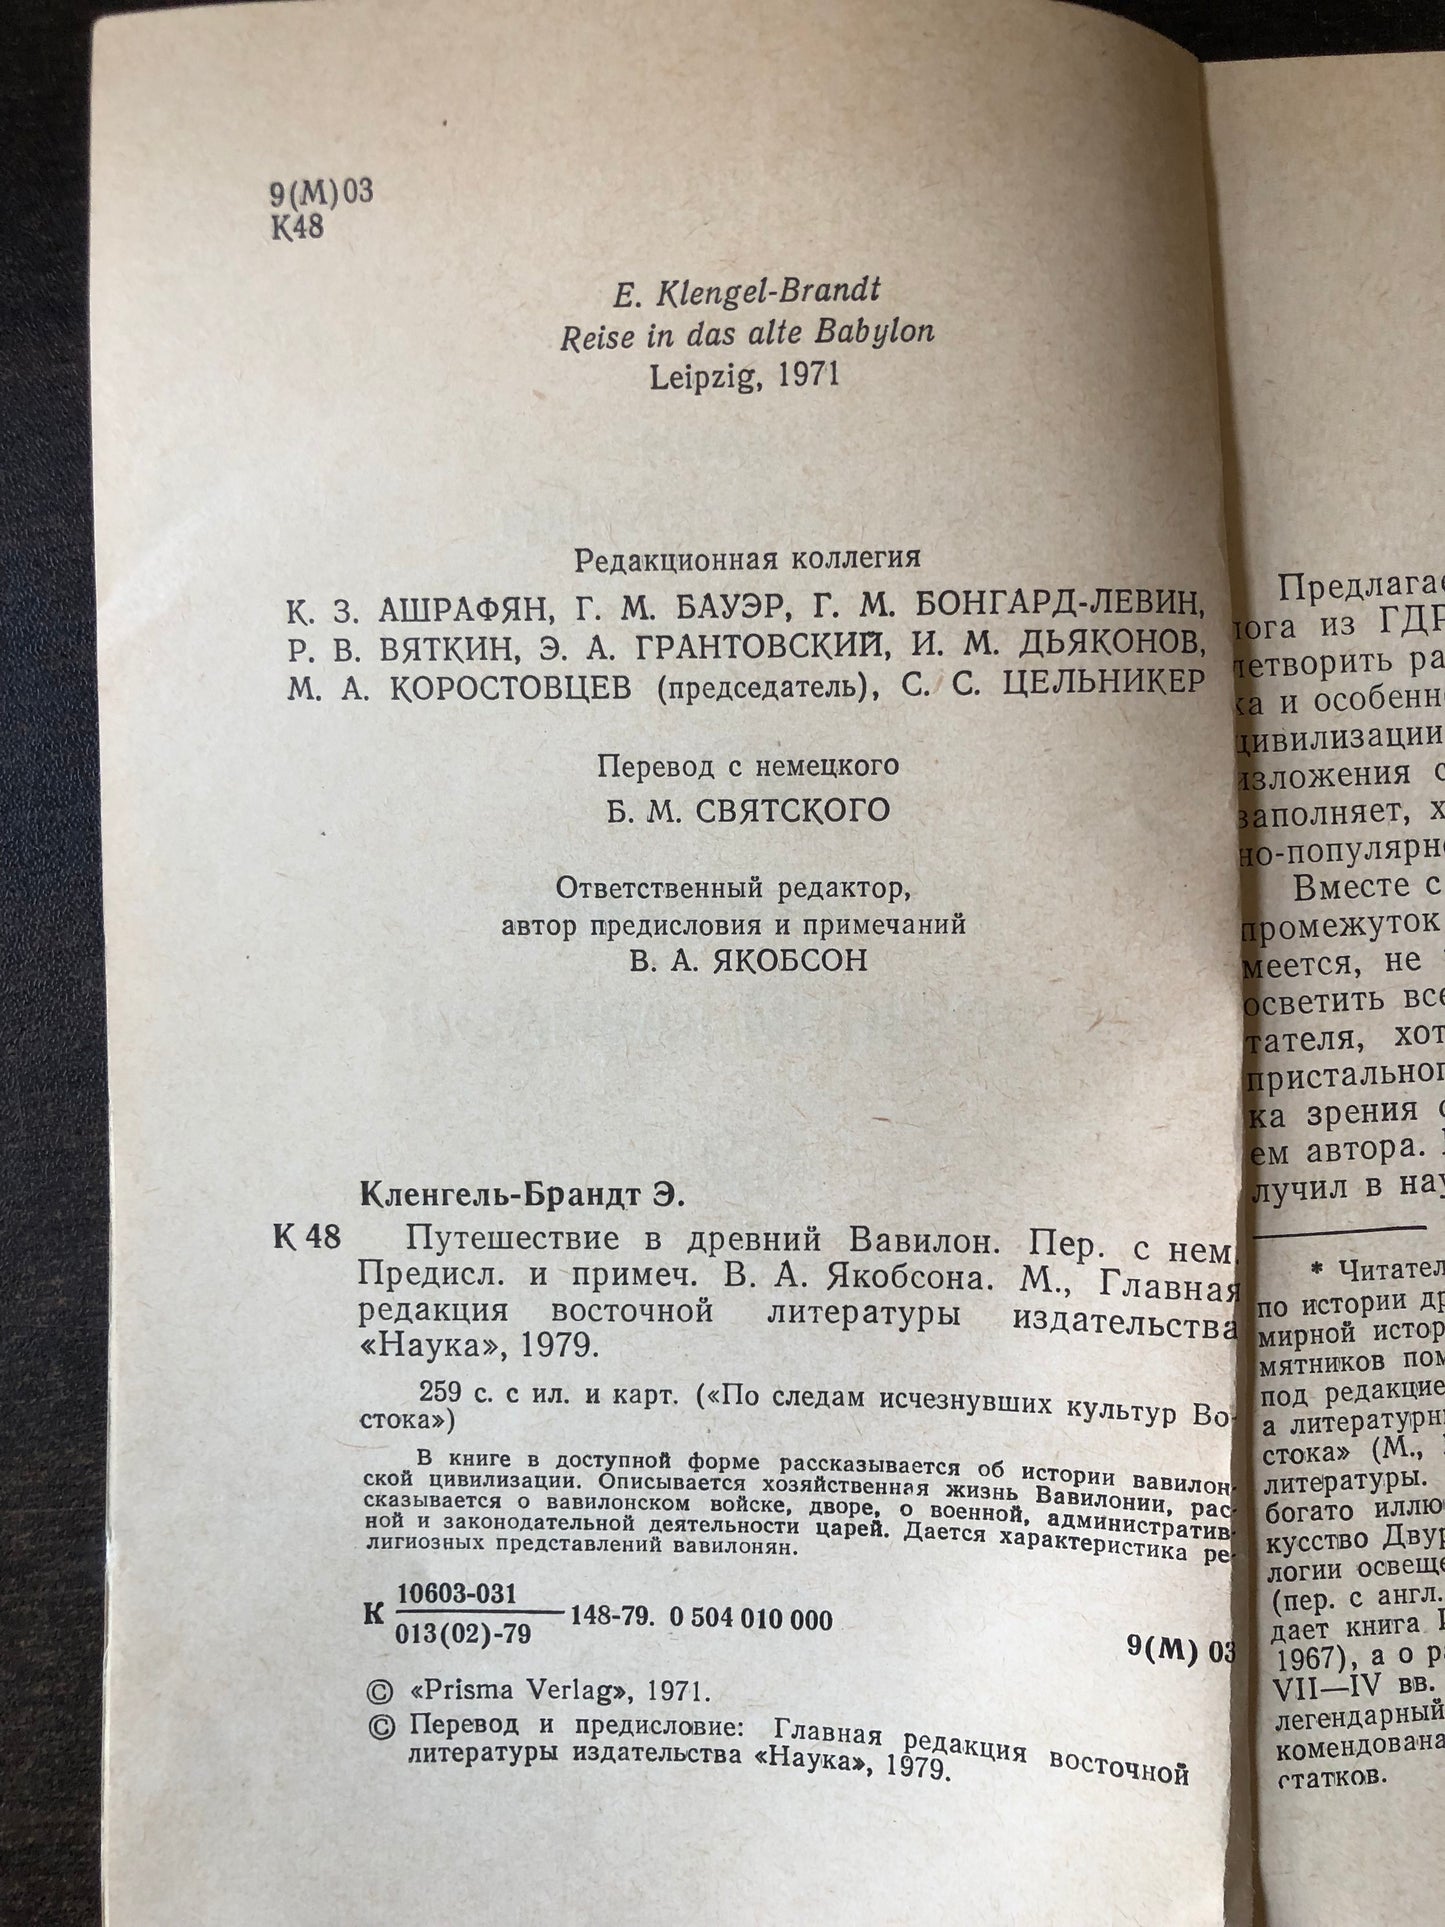 9(М)03
К48
E. Klengel-Brandt
Reise in das alte Babylon
Leipzig, 1971
Редакционная коллегия
К. З. АШРАФЯН, Г. М. БАУЭР, Г. М. БОНГАРД-ЛЕВИН,
Р. В. ВЯТКИН, Э. А. ГРАНТОВСКИЙ, И. М. ДЬЯКОНОВ,
М. А. КОРОСТОВЦЕВ (председатель), С. С. ЦЕЛЬНИКЕР
Перевод с немецкого
Б. М. СВЯТСКОГО
Ответственный редактор,
автор предисловия и примечаний
В. А. ЯКОБСОН
Кленгель-Брандт Э.
К 48 Путешествие в древний Вавилон. Пер. с нем.
Предисл. и примеч. В. А. Якобсона. М., Главная
редакция восточной литературы издательства
«Наука», 1979.
259 с. с ил. и карт. («По следам исчезнувших культур Во-
стока»)
В книге в доступной форме рассказывается об истории вавилон-
ской цивилизации. Описывается хозяйственная жизнь Вавилонии, рас-
сказывается о вавилонском войске, дворе, о военной, административ-
ной и законодательной деятельности царей. Дается характеристика ре-
лигиозных представлений вавилонян.
К 10603-031
013(02)-79 148-79. 0 504 010 000
9(М) 03
© «Prisma Verlag», 1971.
© Перевод и предисловие: Главная редакция восточной
литературы издательства «Наука», 1979.
Предлагае
лога из ГДР
летворить ра
ка и особенн
цивилизации
изложения с
заполняет, х
но-популярн
Вместе с
промежуток
меется, не
осветить все
тателя, хот
пристальног
ка зрения
ем автора.
лучил в нау
* Читател
по истории др
мирной истор
мятников пом
под редакцие
а литературн
стока» (М.,
литературы.
богато иллю
кусство Двур
логии освеще
(пер. с англ.
дает книга
1967), а о р
VII—IV вв.
легендарный
комендована
статков.